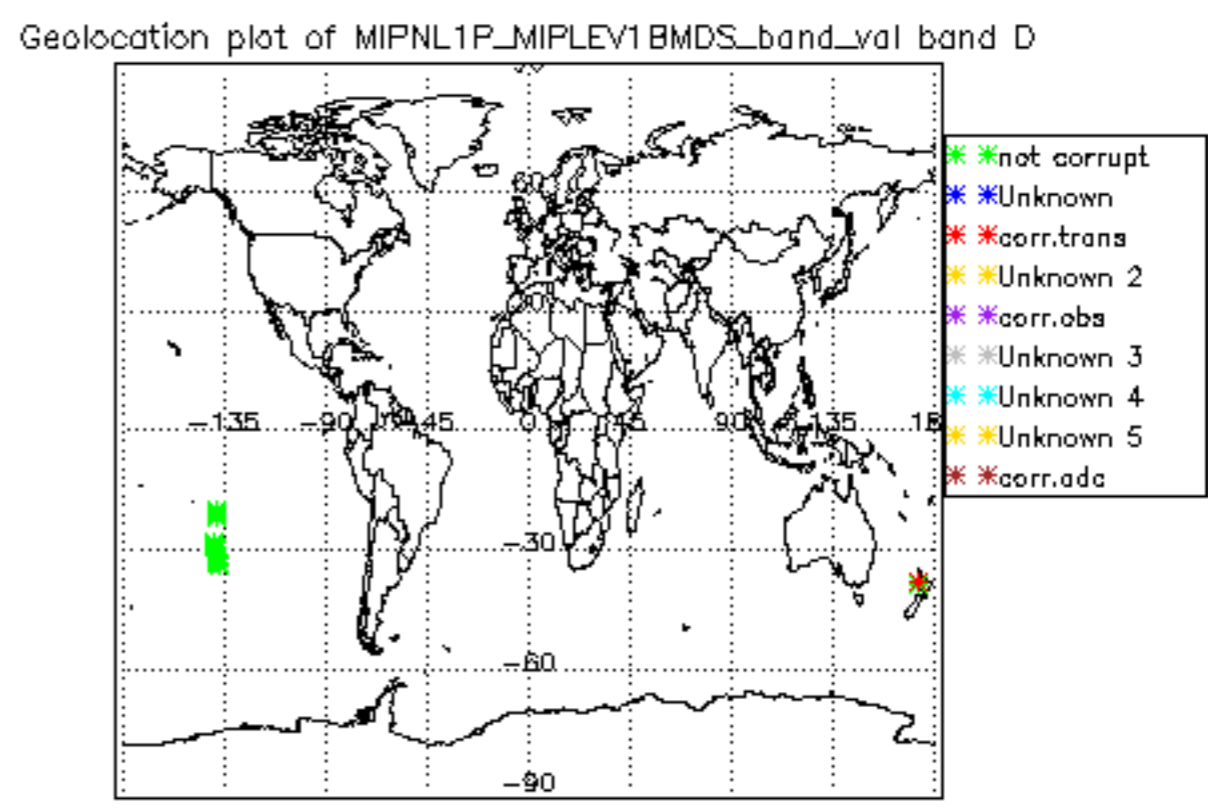 Geolocation plot of MIPNL1P_MIPLEV1BMDS_band_val band D
not corrupt
Unknown
corr.trans
Unknown 2
corr.obs
Unknown 3
Unknown 4
Unknown 5
corr.adc
60
-135 -90 0 45 90 135
-30
-60
-90